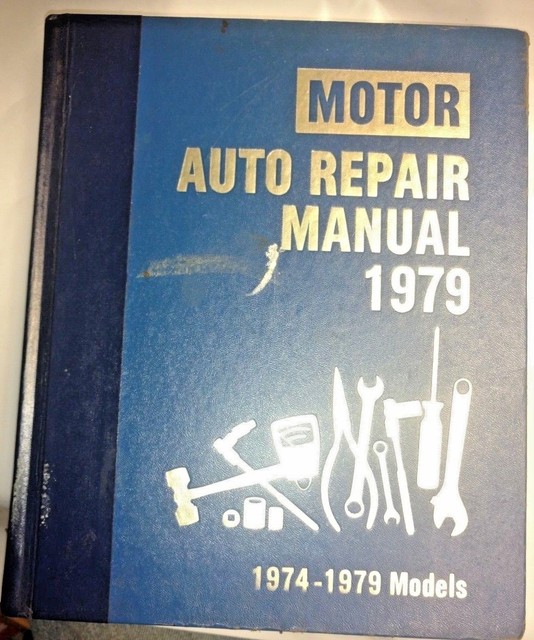 MOTOR
AUTO REPAIR
MANUAL
1979
1974-1979 Models